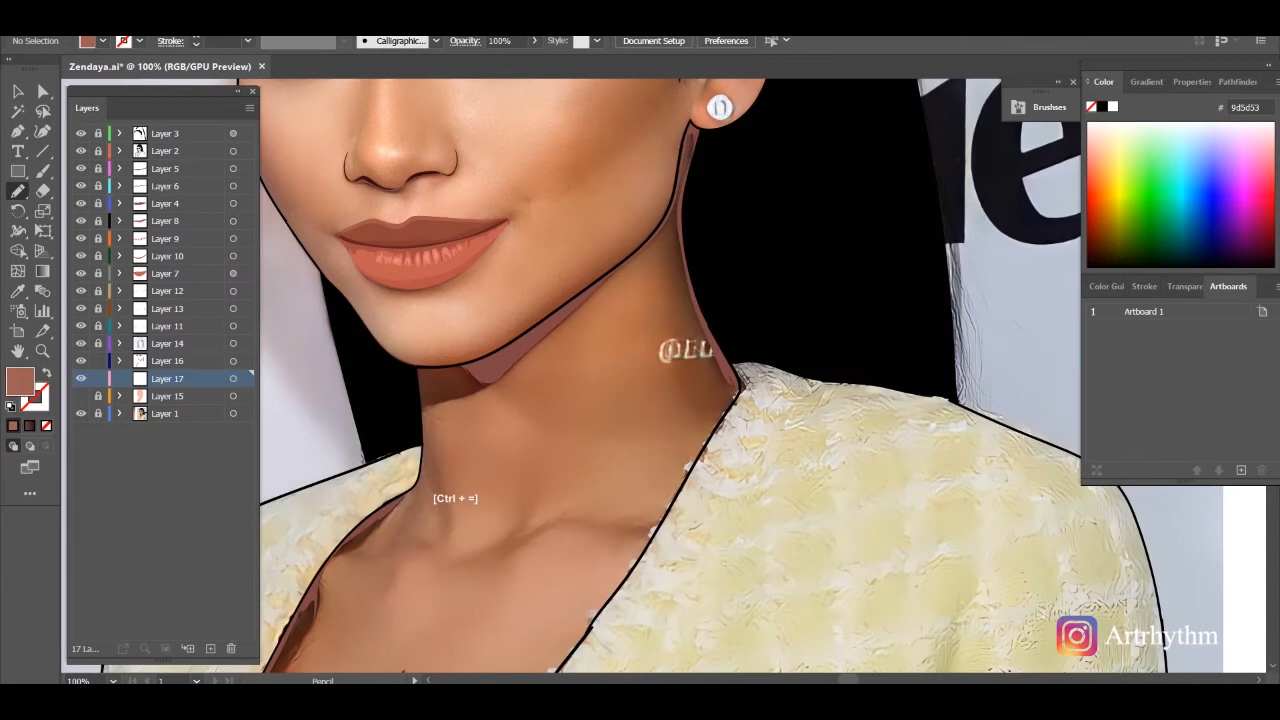 No Selection Stroke: Calligraphic... Opacity: 100% Style: Document Setup Preferences
Zendaya.ai* @ 100% (RGB/GPU Preview)
Layers
Layer 3
Layer 2
Layer 5
Layer 6
Layer 4
Layer 8
Layer 9
Layer 10
Layer 7
Layer 12
Layer 13
Layer 11
Layer 14
Layer 16
Layer 17
Layer 15
Layer 1
17 La...
Brushses
Color Gradient Properties Pathfinder
# 9d5d53
Color Gui Stroke Transpare Artboards
1 Artboard 1
e
[Ctrl + =]
Artrhythm
100% 1 Pencil